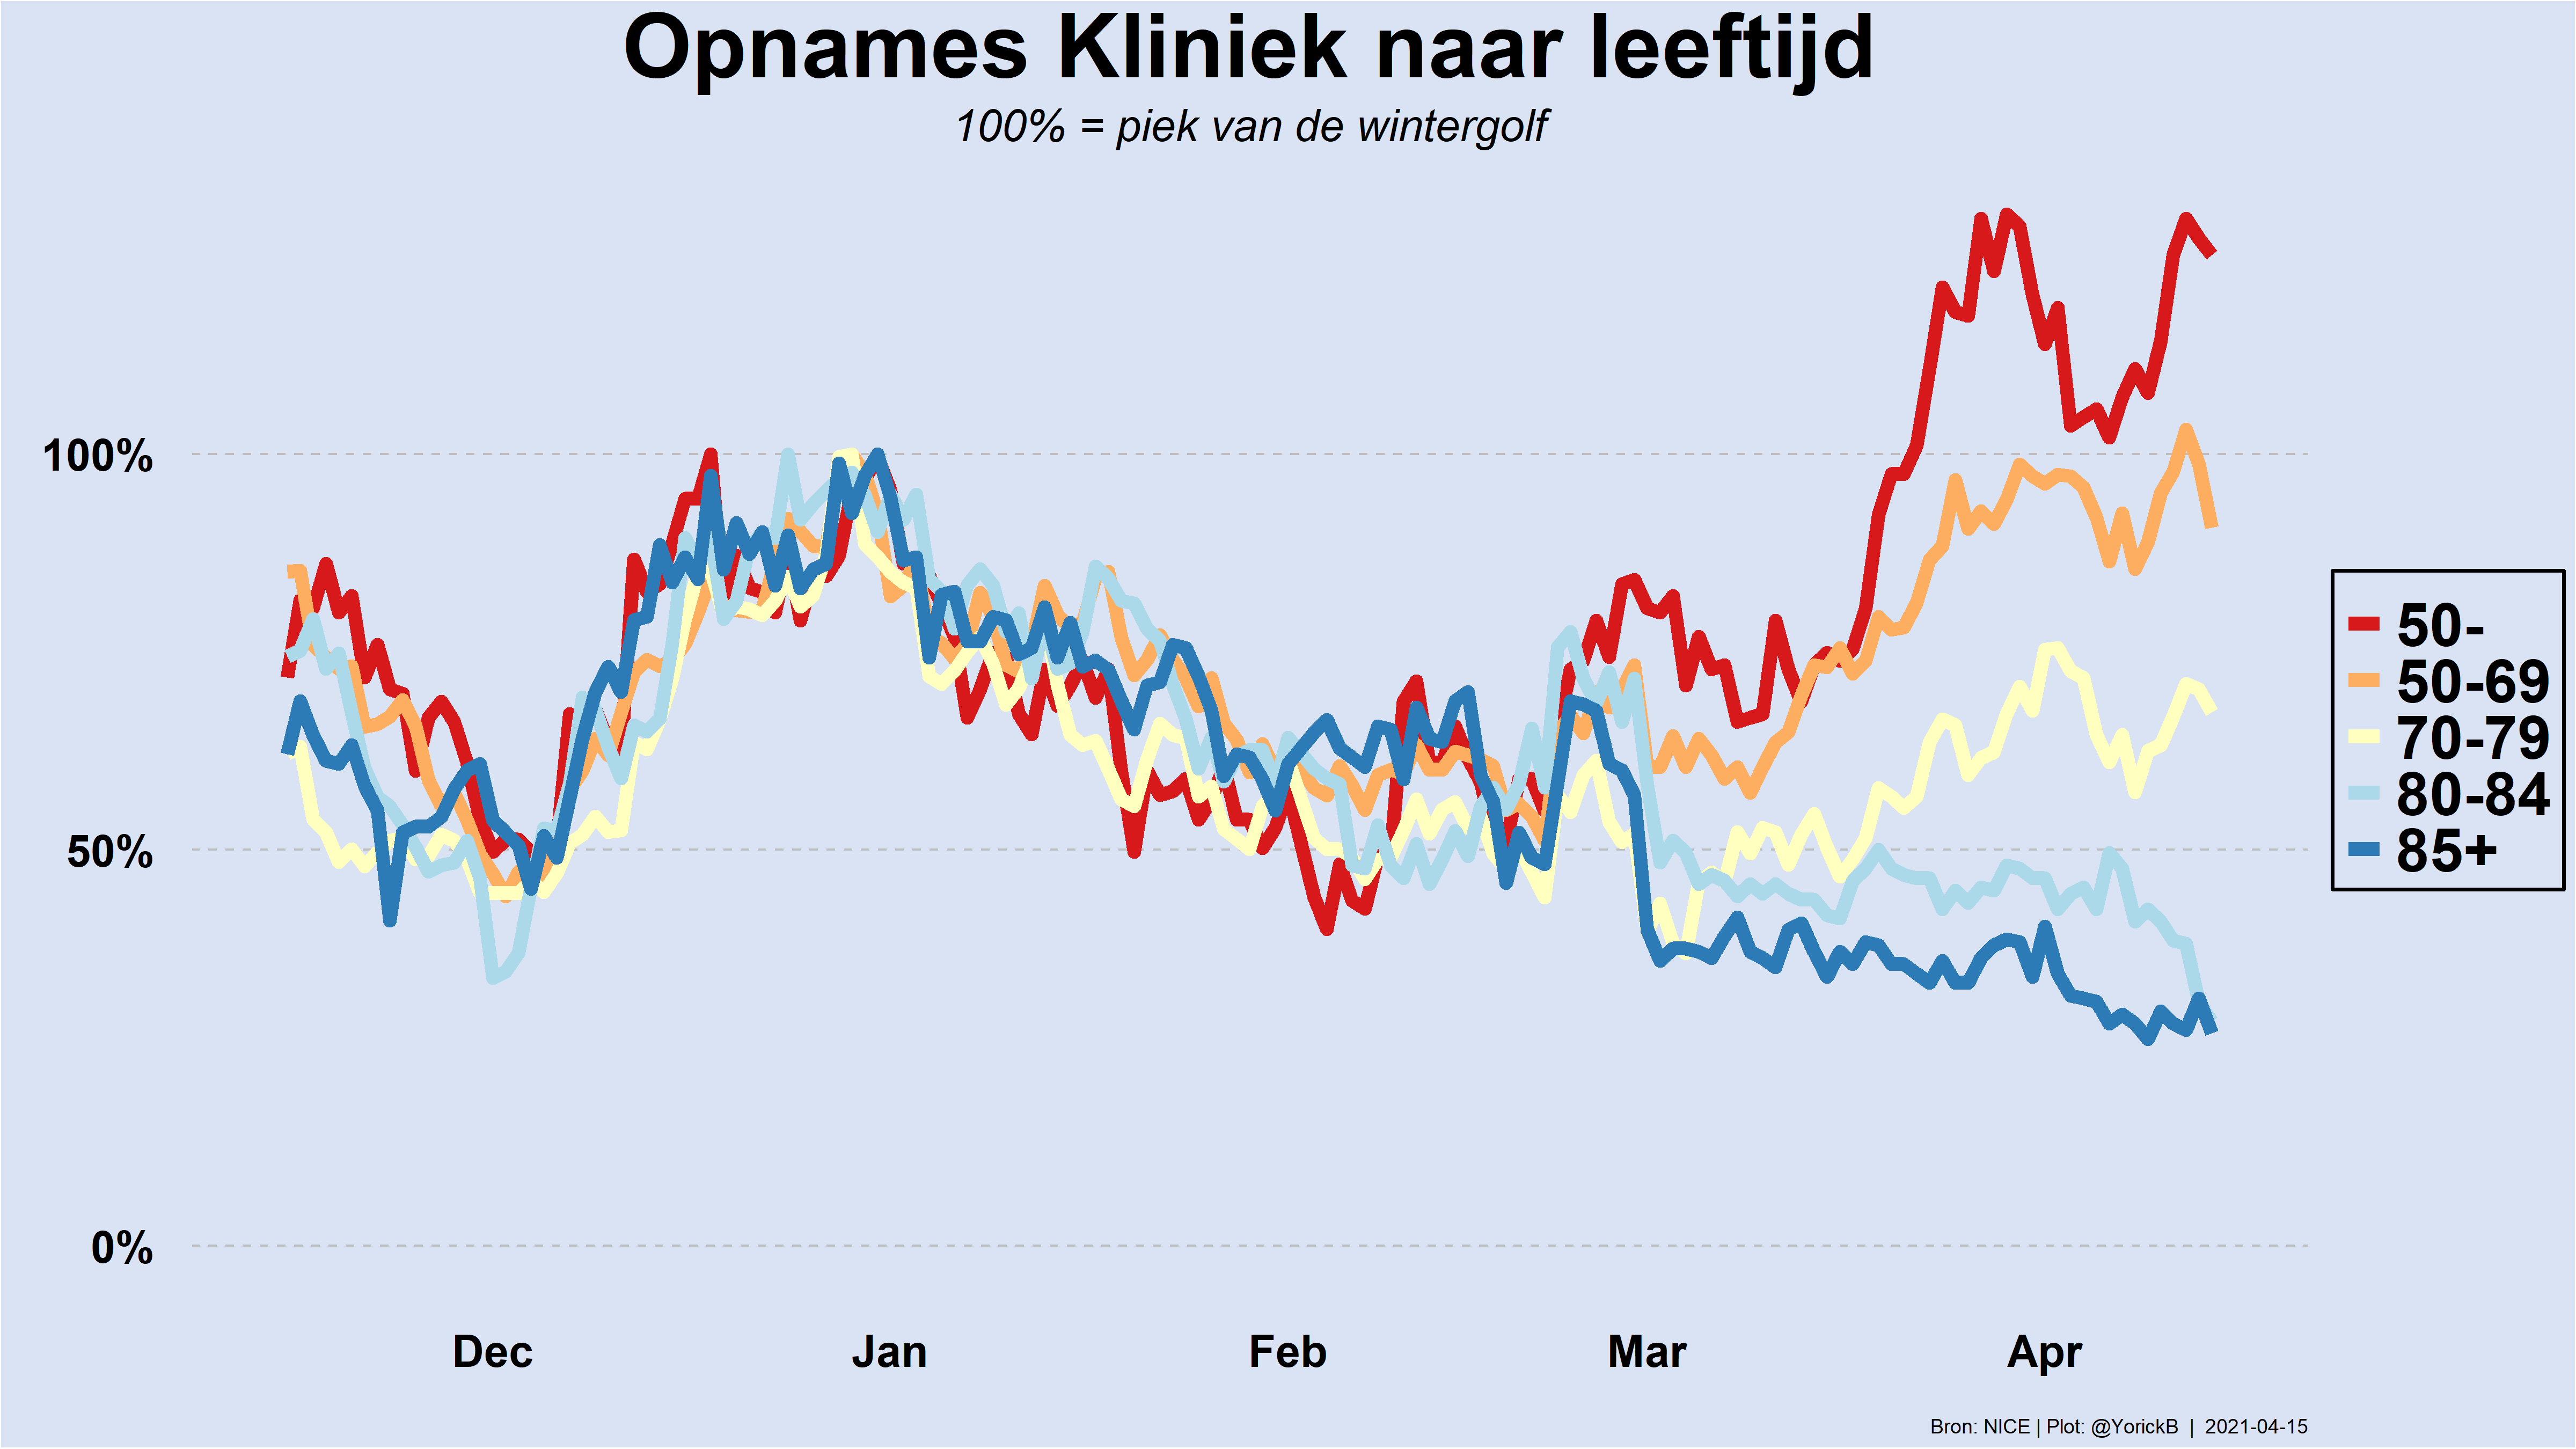 Opnames Kliniek naar leeftijd
100% = piek van de wintergolf
100%
50%
0%
50-
50-69
70-79
80-84
85+
Dec Jan Feb Mar Apr
Bron: NICE | Plot: @YorickB | 2021-04-15